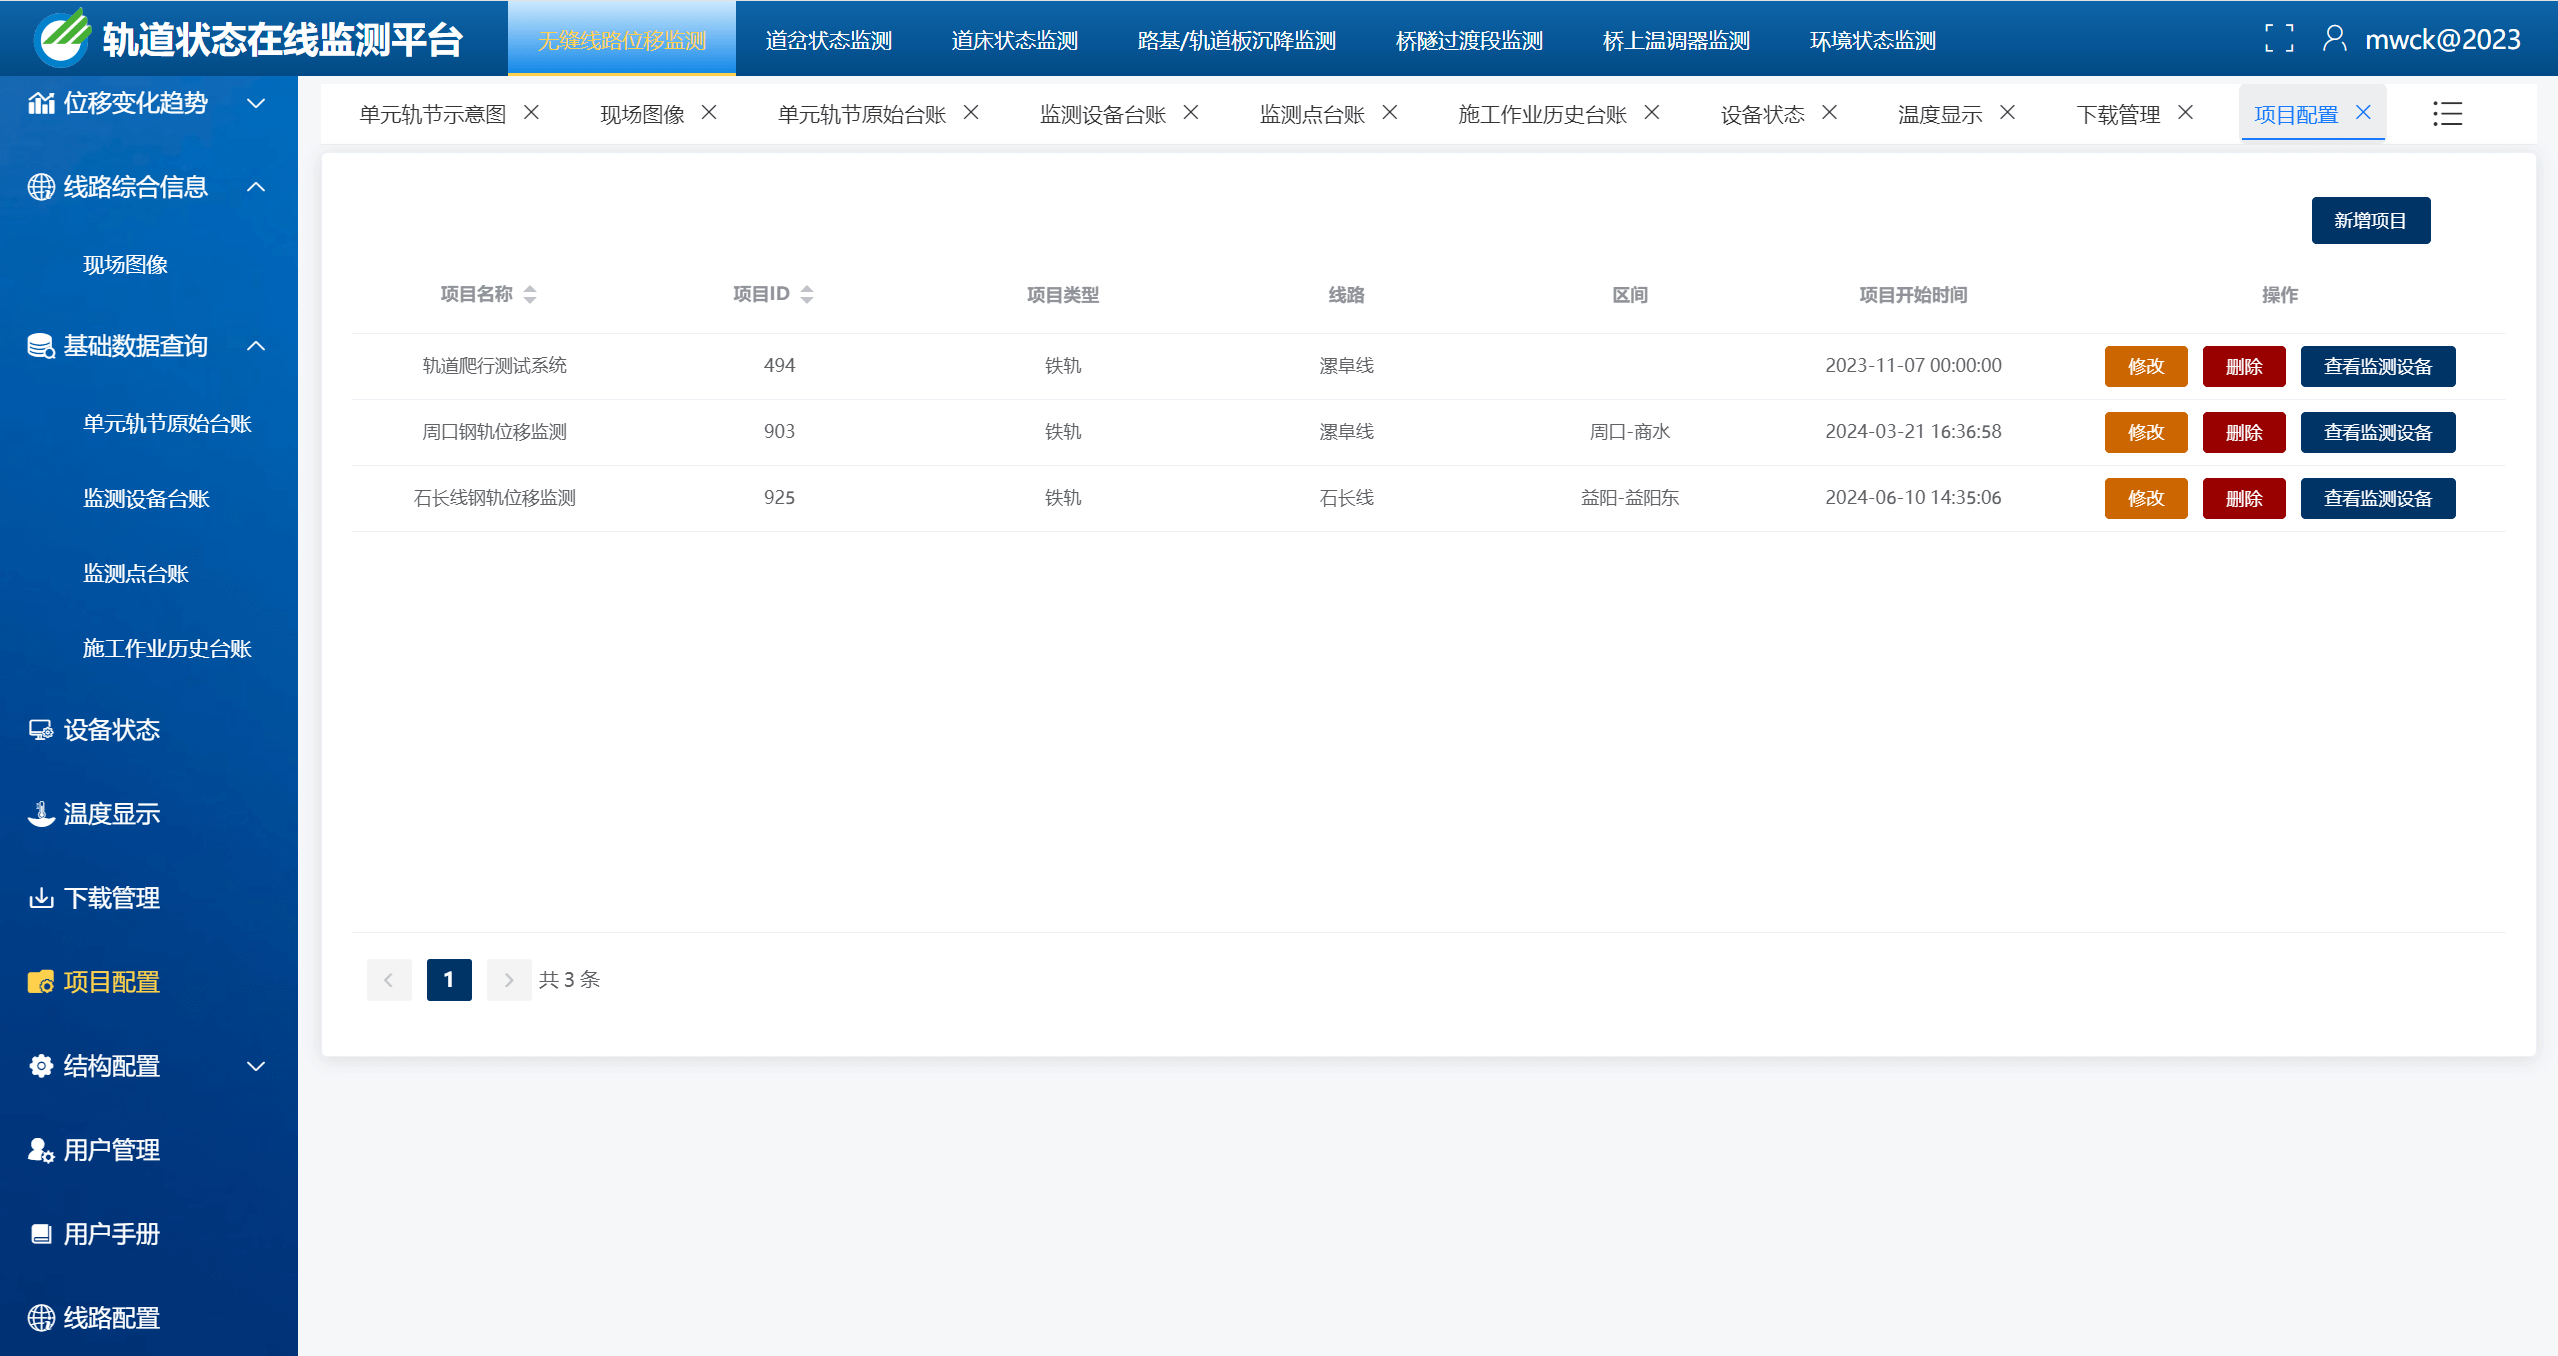 轨道状态在线监测平台
无缝线路位移监测 道岔状态监测 道床状态监测 路基/轨道板沉降监测 桥隧过渡段监测 桥上温调器监测 环境状态监测 mwck@2023
位移变化趋势
线路综合信息
现场图像
基础数据查询
单元轨节原始台账
监测设备台账
监测点台账
施工作业历史台账
设备状态
温度显示
下载管理
项目配置
结构配置
用户管理
用户手册
线路配置
单元轨节示意图 现场图像 单元轨节原始台账 监测设备台账 监测点台账 施工作业历史台账 设备状态 温度显示 下载管理 项目配置
新增项目
项目名称 项目ID 项目类型 线路 区间 项目开始时间 操作
轨道爬行测试系统 494 铁轨 漯阜线 2023-11-07 00:00:00 修改 删除 查看监测设备
周口钢轨位移监测 903 铁轨 漯阜线 周口-商水 2024-03-21 16:36:58 修改 删除 查看监测设备
石长线钢轨位移监测 925 铁轨 石长线 益阳-益阳东 2024-06-10 14:35:06 修改 删除 查看监测设备
1 共 3 条